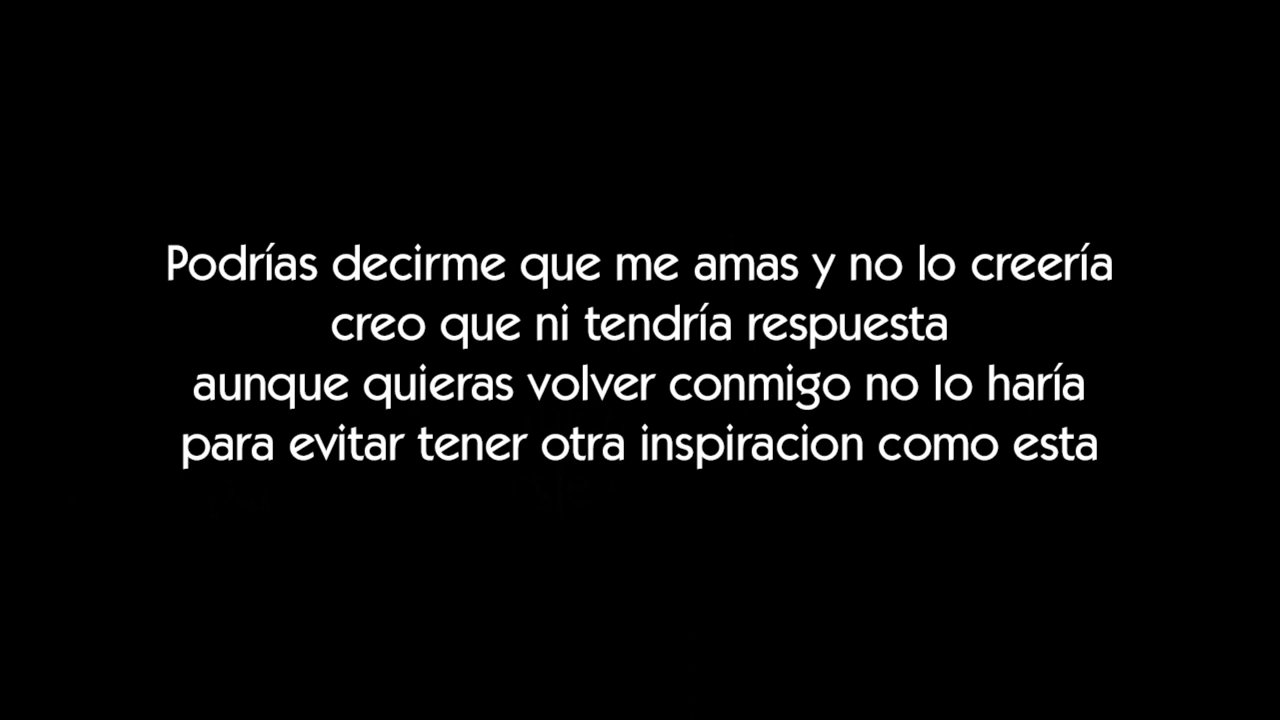 Podrías decirme que me amas y no lo creería
creo que ni tendría respuesta
aunque quieras volver conmigo no lo haría
para evitar tener otra inspiracion como esta